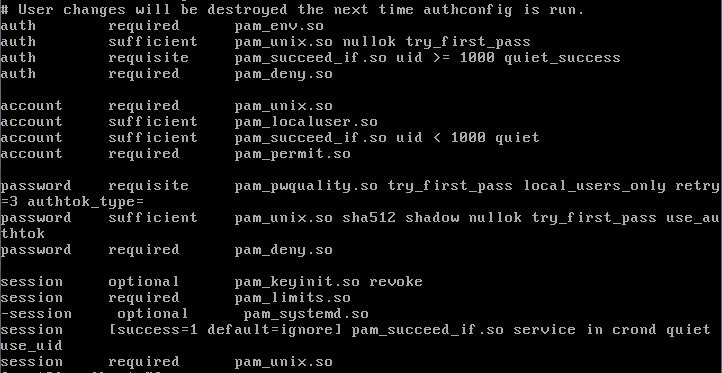 # User changes will be destroyed the next time authconfig is run.
auth        required      pam_env.so
auth        sufficient    pam_unix.so nullok try_first_pass
auth        requisite     pam_succeed_if.so uid >= 1000 quiet_success
auth        required      pam_deny.so

account     required      pam_unix.so
account     sufficient    pam_localuser.so
account     sufficient    pam_succeed_if.so uid < 1000 quiet
account     required      pam_permit.so

password    requisite     pam_pwquality.so try_first_pass local_users_only retry
=3 authtok_type=
password    sufficient    pam_unix.so sha512 shadow nullok try_first_pass use_au
thtok
password    required      pam_deny.so

session     optional      pam_keyinit.so revoke
session     required      pam_limits.so
-session     optional      pam_systemd.so
session     [success=1 default=ignore] pam_succeed_if.so service in crond quiet
use_uid
session     required      pam_unix.so